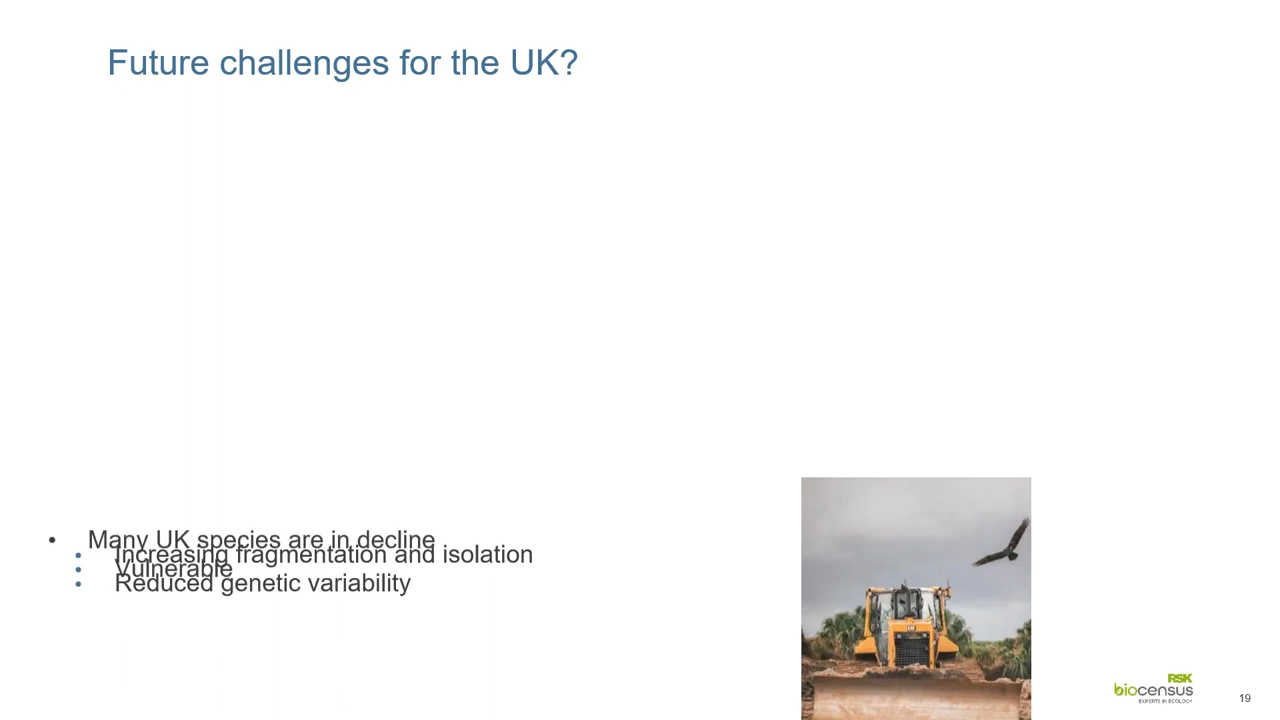 Future challenges for the UK?
• Many UK species are in decline
• Increasing fragmentation and isolation
• Vulnerable
• Reduced genetic variability
RSK
biocensus
EXPERTS IN ECOLOGY
19